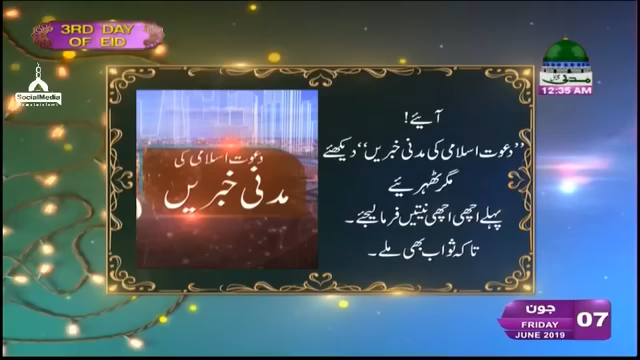 3RD DAY
OF EID
SocialMedia
مدنی
12:35 AM
دعوت اسلامی کی
مدنی خبریں
آیئے!
”دعوت اسلامی کی مدنی خبریں“ دیکھئے
مگر ٹھہریئے
پہلے اچھی اچھی نیتیں فرما لیجئے۔
تاکہ ثواب بھی ملے۔
جون
07
FRIDAY
JUNE 2019